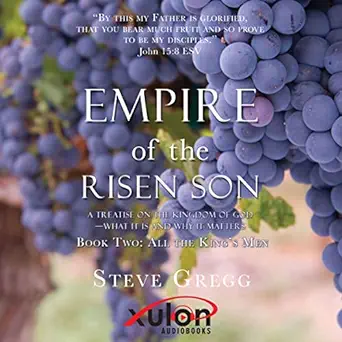 "BY THIS MY FATHER IS GLORIFIED,
THAT YOU BEAR MUCH FRUIT AND SO PROVE
TO BE MY DISCIPLES."
John 15:8 ESV
EMPIRE
of the
RISEN SON
A TREATISE ON THE KINGDOM OF GOD
—WHAT IT IS AND WHY IT MATTERS
BOOK TWO: ALL THE KING'S MEN
STEVE GREGG
xulon
AUDIOBOOKS